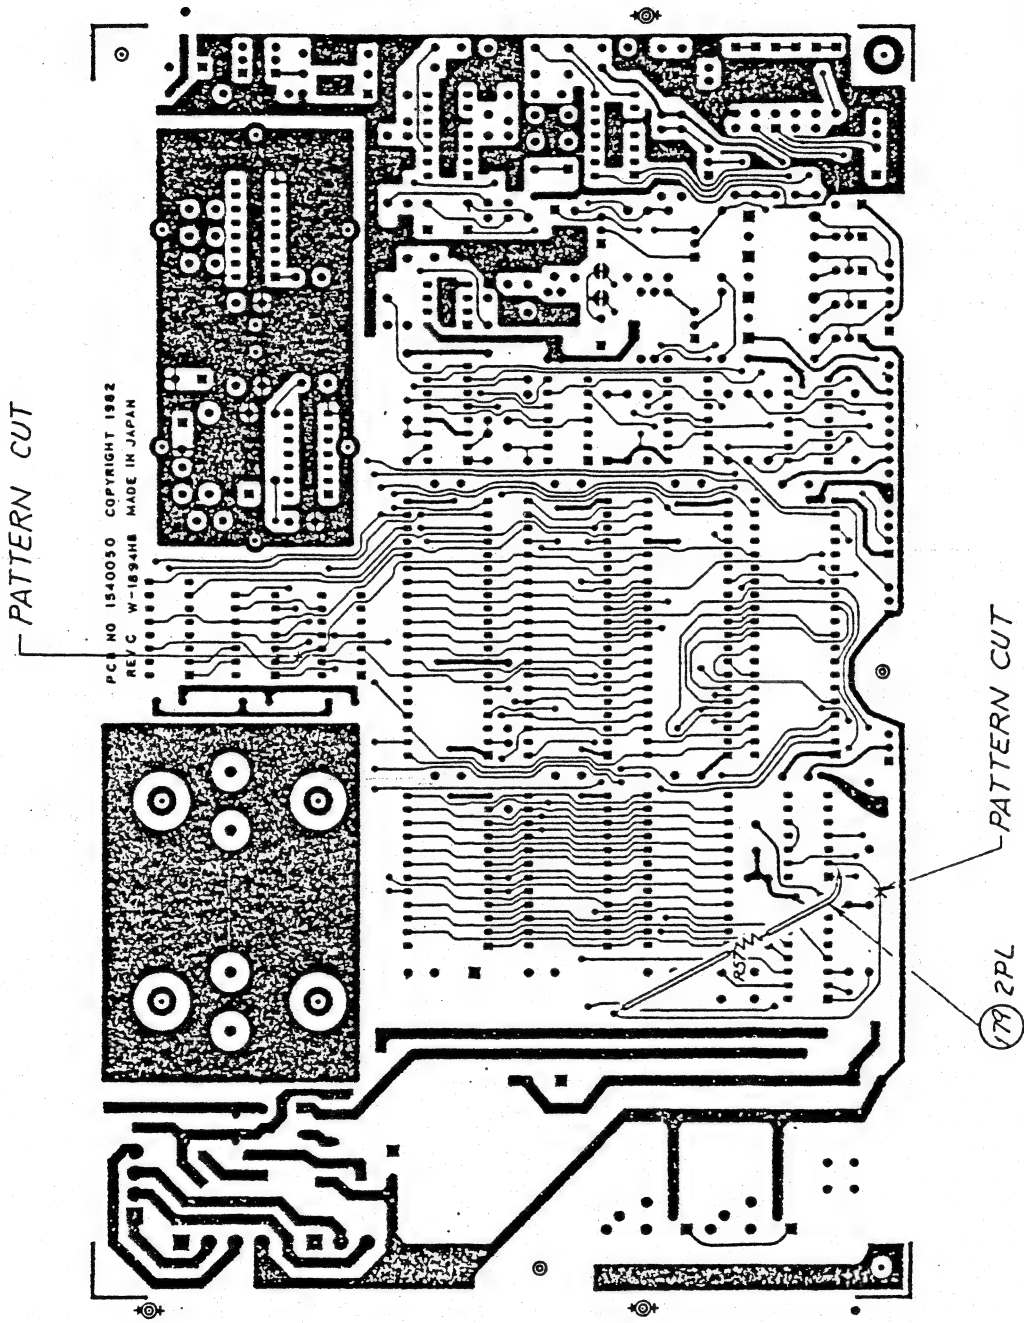 PATTERN CUT
PCB NO 1540050 COPYRIGHT 1982
REV.C W-1894HB MADE IN JAPAN
PATTERN CUT
R57
179 2PL